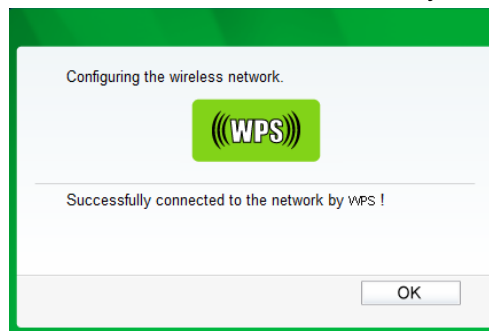 Configuring the wireless network.
(((WPS)))
Successfully connected to the network by WPS !
OK